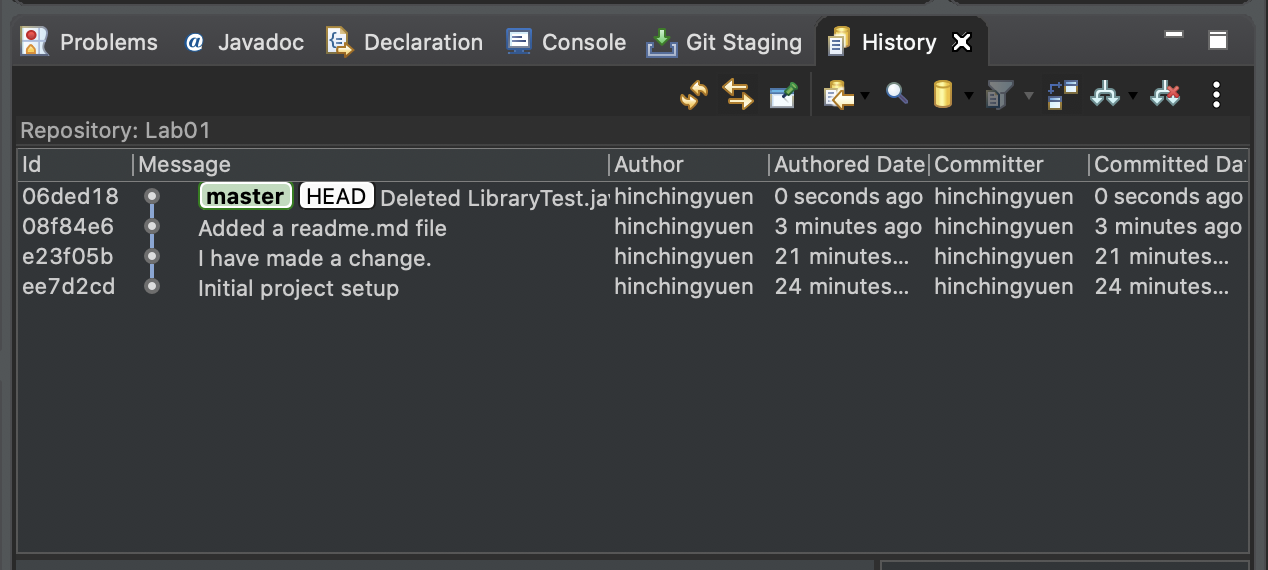 Problems @ Javadoc Declaration Console Git Staging History
Repository: Lab01
Id Message Author Authored Date Committer Committed Da
06ded18 master HEAD Deleted LibraryTest.ja hinchingyuen 0 seconds ago hinchingyuen 0 seconds ago
08f84e6 Added a readme.md file hinchingyuen 3 minutes ago hinchingyuen 3 minutes ago
e23f05b I have made a change. hinchingyuen 21 minutes... hinchingyuen 21 minutes...
ee7d2cd Initial project setup hinchingyuen 24 minutes... hinchingyuen 24 minutes...